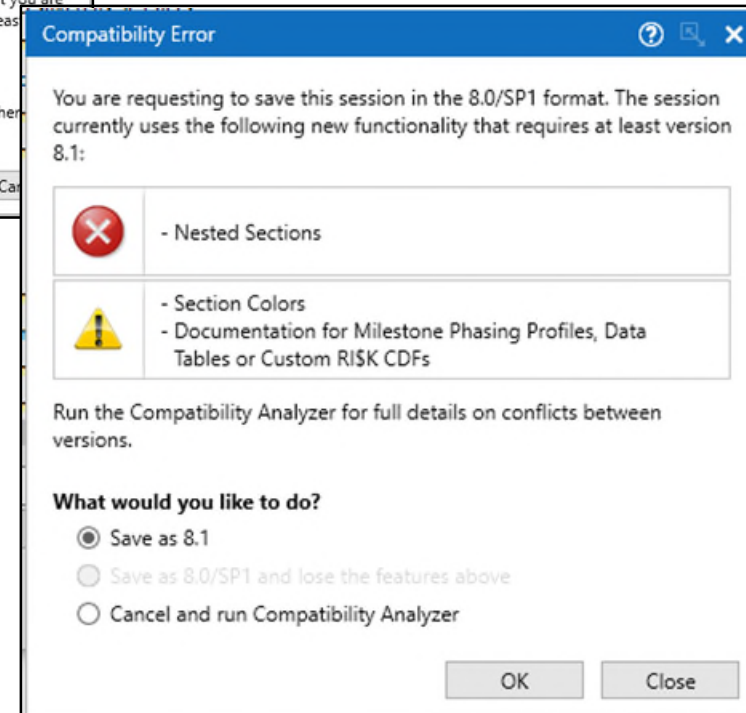 you are
Compatibility Error
You are requesting to save this session in the 8.0/SP1 format. The session
currently uses the following new functionality that requires at least version
8.1:
- Nested Sections
- Section Colors
- Documentation for Milestone Phasing Profiles, Data
Tables or Custom RI$K CDFs
Run the Compatibility Analyzer for full details on conflicts between
versions.
What would you like to do?
Save as 8.1
Save as 8.0/SP1 and lose the features above
Cancel and run Compatibility Analyzer
OK
Close